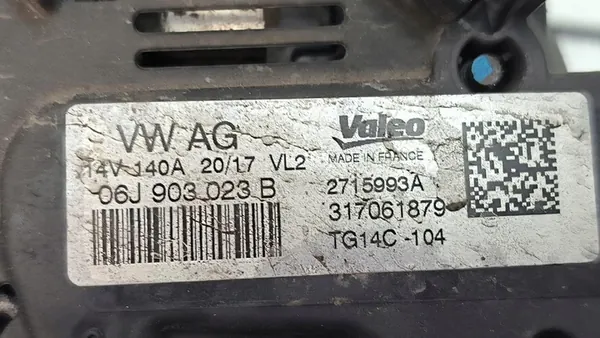 VW AG
14V 140A 20/17 VL2
06J 903 023 B
Valeo
MADE IN FRANCE
2715993A
317061879
TG14C -104